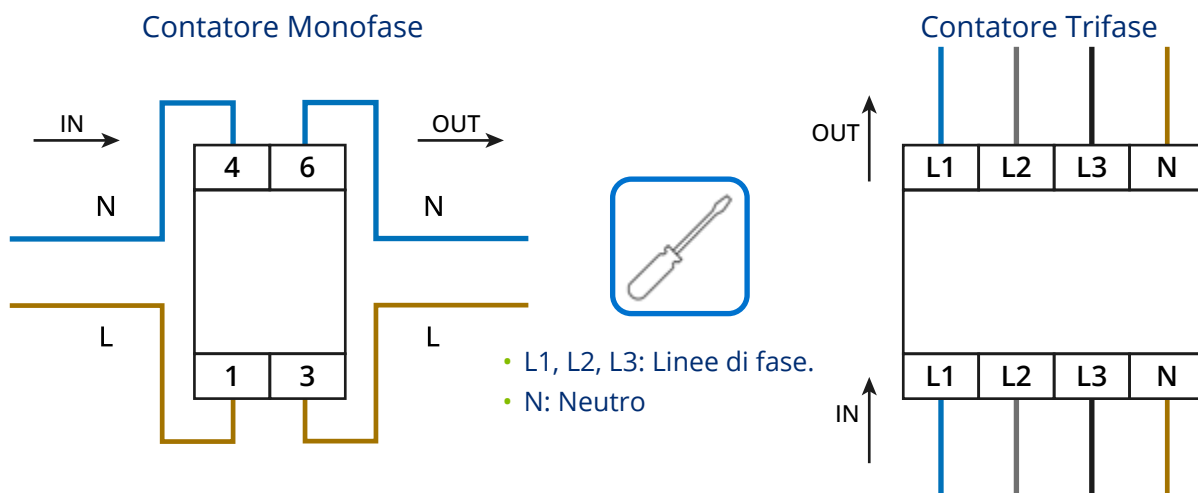 Contatore Monofase
IN
OUT
4 6
N
N
L
L
1 3
• L1, L2, L3: Linee di fase.
• N: Neutro
Contatore Trifase
OUT
L1 L2 L3 N
L1 L2 L3 N
IN